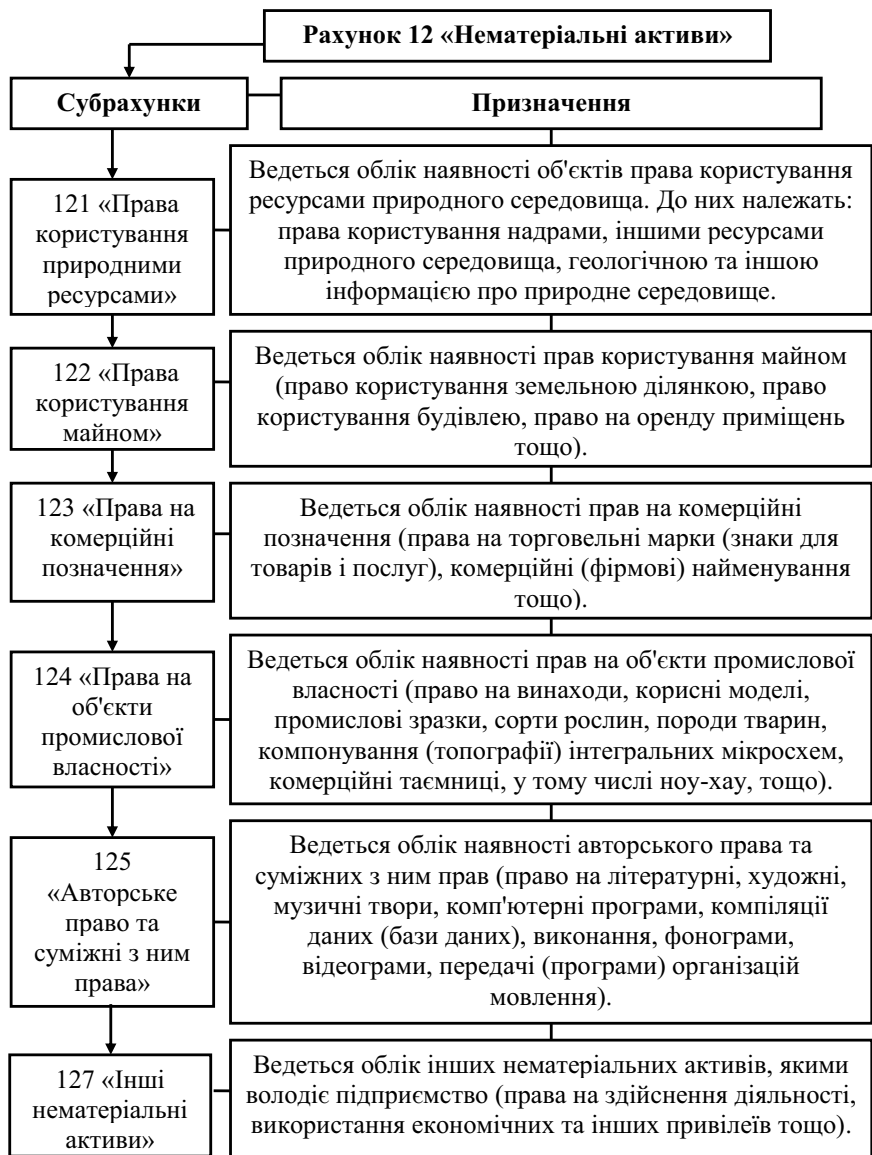 Рахунок 12 «Нематеріальні активи»
Субрахунки
Призначення
121 «Права
користування
природними
ресурсами»
Ведеться облік наявності об'єктів права користування
ресурсами природного середовища. До них належать:
права користування надрами, іншими ресурсами
природного середовища, геологічною та іншою
інформацією про природне середовище.
122 «Права
користування
майном»
Ведеться облік наявності прав користування майном
(право користування земельною ділянкою, право
користування будівлею, право на оренду приміщень
тощо).
123 «Права на
комерційні
позначення»
Ведеться облік наявності прав на комерційні
позначення (права на торговельні марки (знаки для
товарів і послуг), комерційні (фірмові) найменування
тощо).
124 «Права на
об'єкти
промислової
власності»
Ведеться облік наявності прав на об'єкти промислової
власності (право на винаходи, корисні моделі,
промислові зразки, сорти рослин, породи тварин,
компонування (топографії) інтегральних мікросхем,
комерційні таємниці, у тому числі ноу-хау, тощо).
125
«Авторське
право та
суміжні з ним
права»
Ведеться облік наявності авторського права та
суміжних з ним прав (право на літературні, художні,
музичні твори, комп'ютерні програми, компіляції
даних (бази даних), виконання, фонограми,
відеограми, передачі (програми) організацій
мовлення).
127 «Інші
нематеріальні
активи»
Ведеться облік інших нематеріальних активів, якими
володіє підприємство (права на здійснення діяльності,
використання економічних та інших привілеїв тощо).